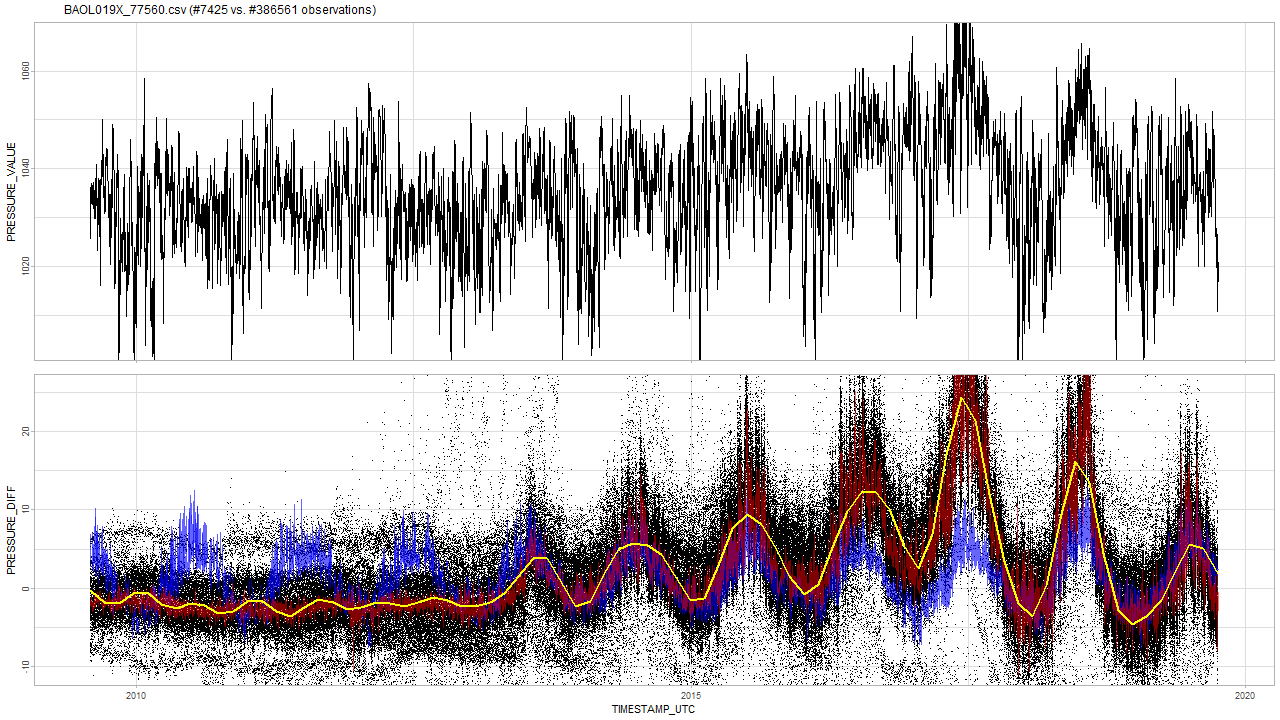 BAOL019X_77560.csv (#7425 vs. #386561 observations)
PRESSURE_VALUE
1060
1040
1020
PRESSURE_DIFF
20
10
0
-10
2010
2015
2020
TIMESTAMP_UTC